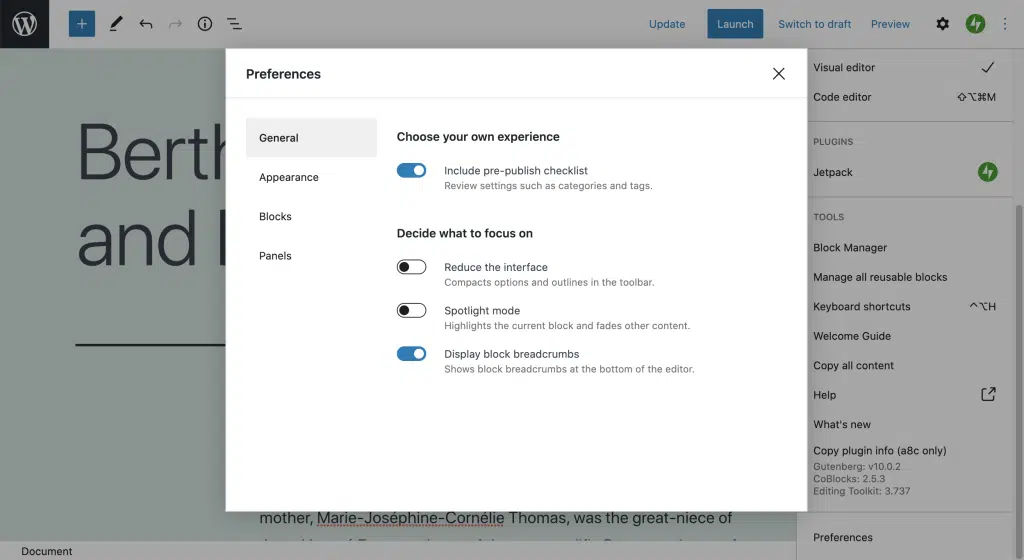 Update
Launch
Switch to draft
Preview
Preferences
General
Appearance
Blocks
Panels
Choose your own experience
Include pre-publish checklist
Review settings such as categories and tags.
Decide what to focus on
Reduce the interface
Compacts options and outlines in the toolbar.
Spotlight mode
Highlights the current block and fades other content.
Display block breadcrumbs
Shows block breadcrumbs at the bottom of the editor.
Visual editor
Code editor ⇧⌥⌘M
PLUGINS
Jetpack
TOOLS
Block Manager
Manage all reusable blocks
Keyboard shortcuts ^⌥H
Welcome Guide
Copy all content
Help
What's new
Copy plugin info (a8c only)
Gutenberg: v10.0.2
CoBlocks: 2.5.3
Editing Toolkit: 3.737
Preferences
and
mother, Marie-Joséphine-Cornélie Thomas, was the great-niece of
Document